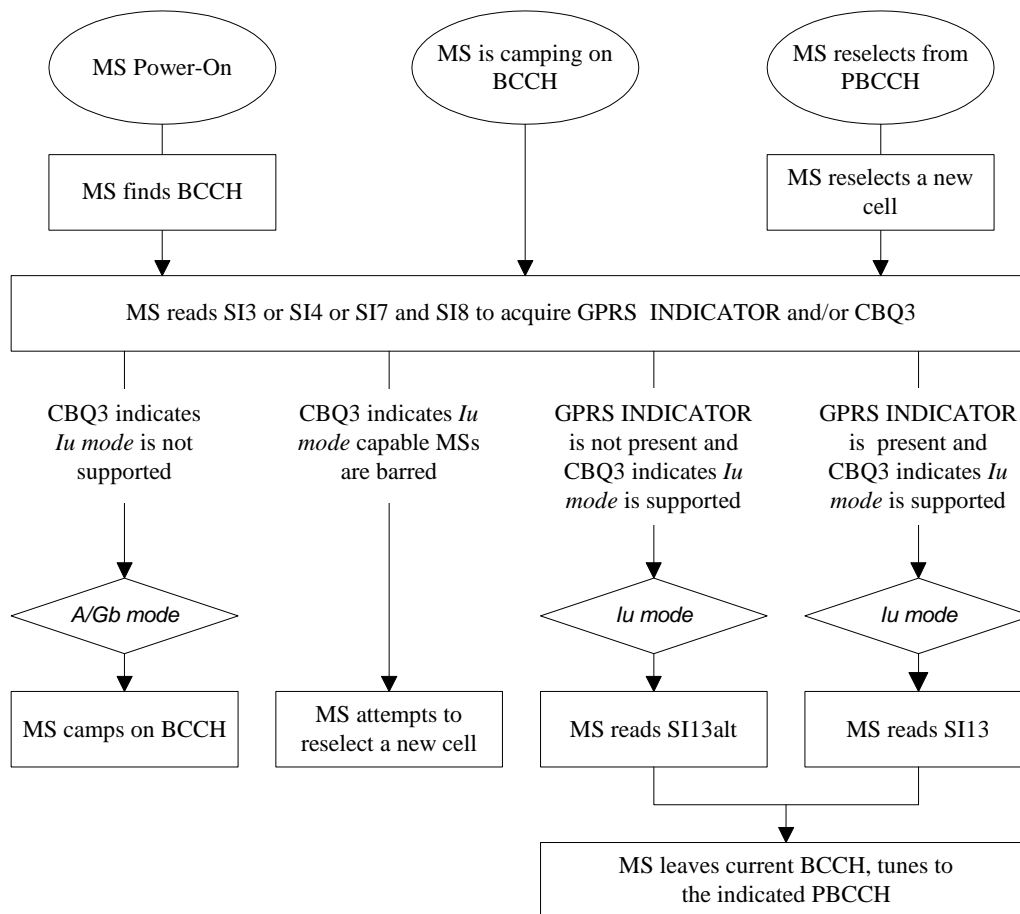 MS Power-On
MS is camping on
BCCH
MS reselects from
PBCCH
MS finds BCCH
MS reselects a new
cell
MS reads SI3 or SI4 or SI7 and SI8 to acquire GPRS INDICATOR and/or CBQ3
CBQ3 indicates
Iu mode is not
supported
CBQ3 indicates Iu
mode capable MSs
are barred
GPRS INDICATOR
is not present and
CBQ3 indicates Iu
mode is supported
GPRS INDICATOR
is present and
CBQ3 indicates Iu
mode is supported
A/Gb mode
Iu mode
Iu mode
MS camps on BCCH
MS attempts to
reselect a new cell
MS reads SI13alt
MS reads SI13
MS leaves current BCCH, tunes to
the indicated PBCCH